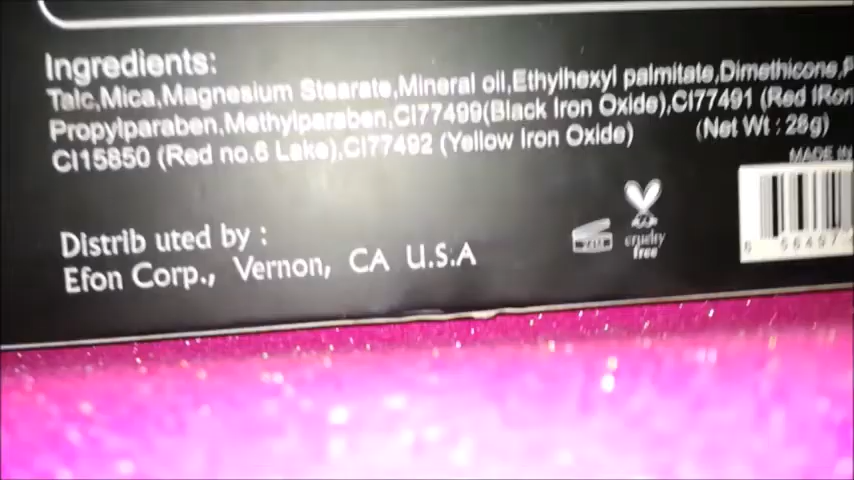 Ingredients:
Talc,Mica,Magnesium Stearate,Mineral oil,Ethylhexyl palmitate,Dimethicone,P
Propylparaben,Methylparaben,CI77499(Black Iron Oxide),CI77491 (Red IRon
CI15850 (Red no.6 Lake),CI77492 (Yellow Iron Oxide) (Net Wt : 28g)
MADE IN
Distrib uted by :
Efon Corp., Vernon, CA U.S.A
cruelty
free